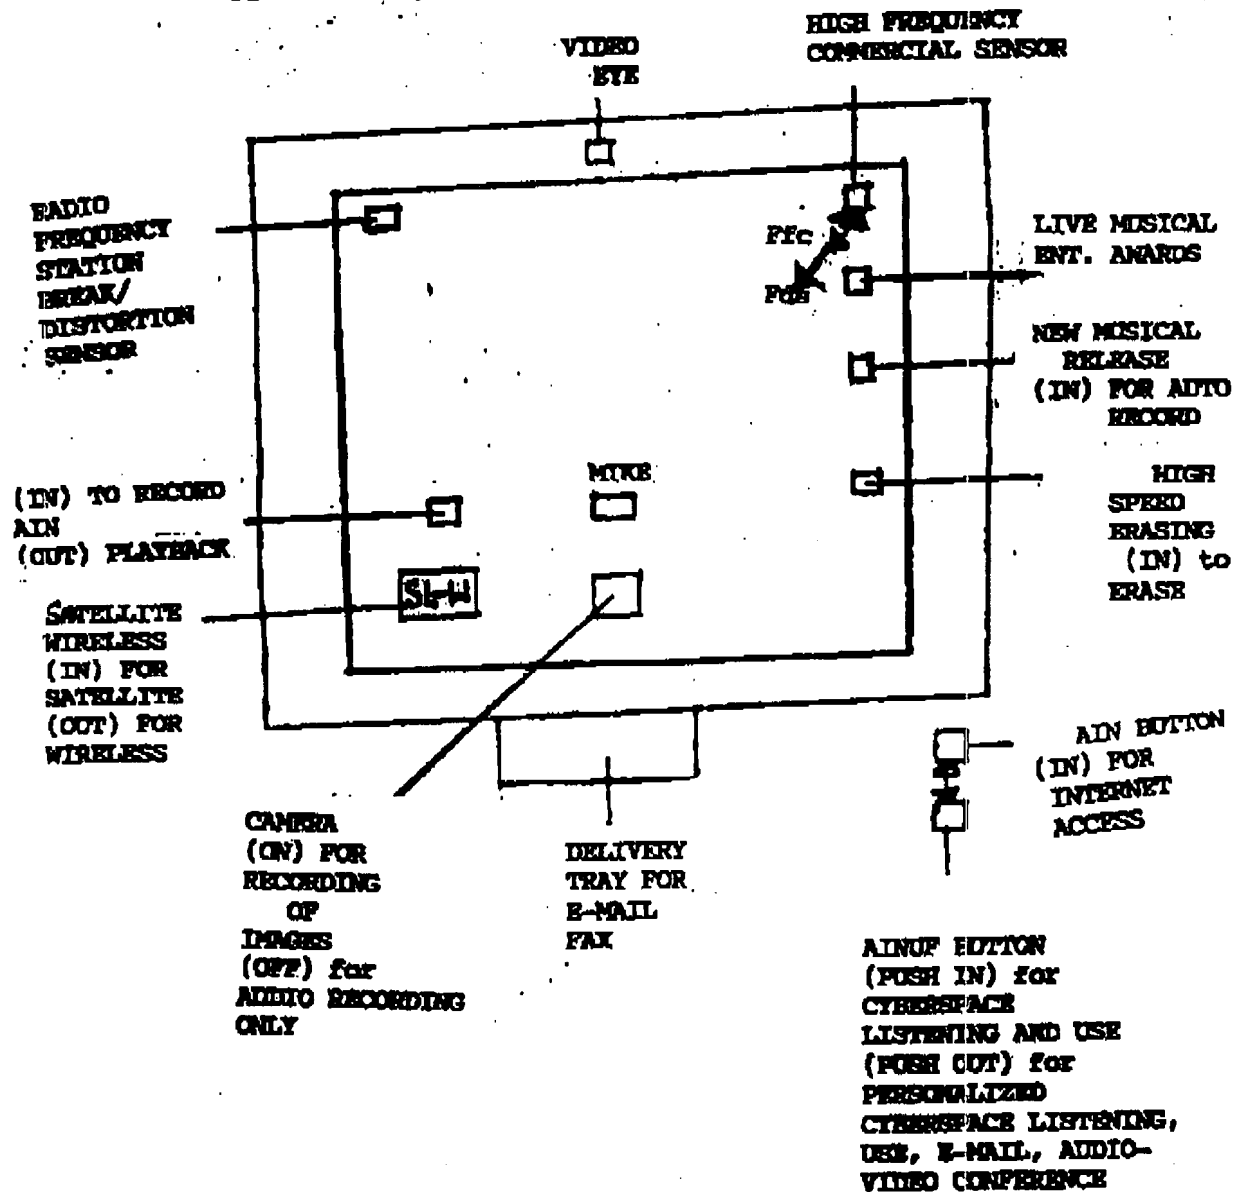 HIGH FREQUENCY
COMMERCIAL SENSOR
VIDEO
EYE
RADIO
FREQUENCY
STATION
BREAK/
DISTORTION
SENSOR
Ffc
LIVE MUSICAL
ENT. AWARDS
NEW MUSICAL
RELEASE
(IN) FOR AUTO
RECORD
(IN) TO RECORD
AIN
(OUT) PLAYBACK
MIKE
HIGH
SPEED
ERASING
(IN) to
ERASE
SL-W
SATELLITE
WIRELESS
(IN) FOR
SATELLITE
(OUT) FOR
WIRELESS
AIN BUTTON
(IN) FOR
INTERNET
ACCESS
CAMERA
(ON) FOR
RECORDING
OF
IMAGES
(OFF) for
AUDIO RECORDING
ONLY
DELIVERY
TRAY FOR
E-MAIL
FAX
AINUF BUTTON
(PUSH IN) for
CYBERSPACE
LISTENING AND USE
(PUSH OUT) for
PERSONALIZED
CYBERSPACE LISTENING,
USE, E-MAIL, AUDIO-
VIDEO CONFERENCE